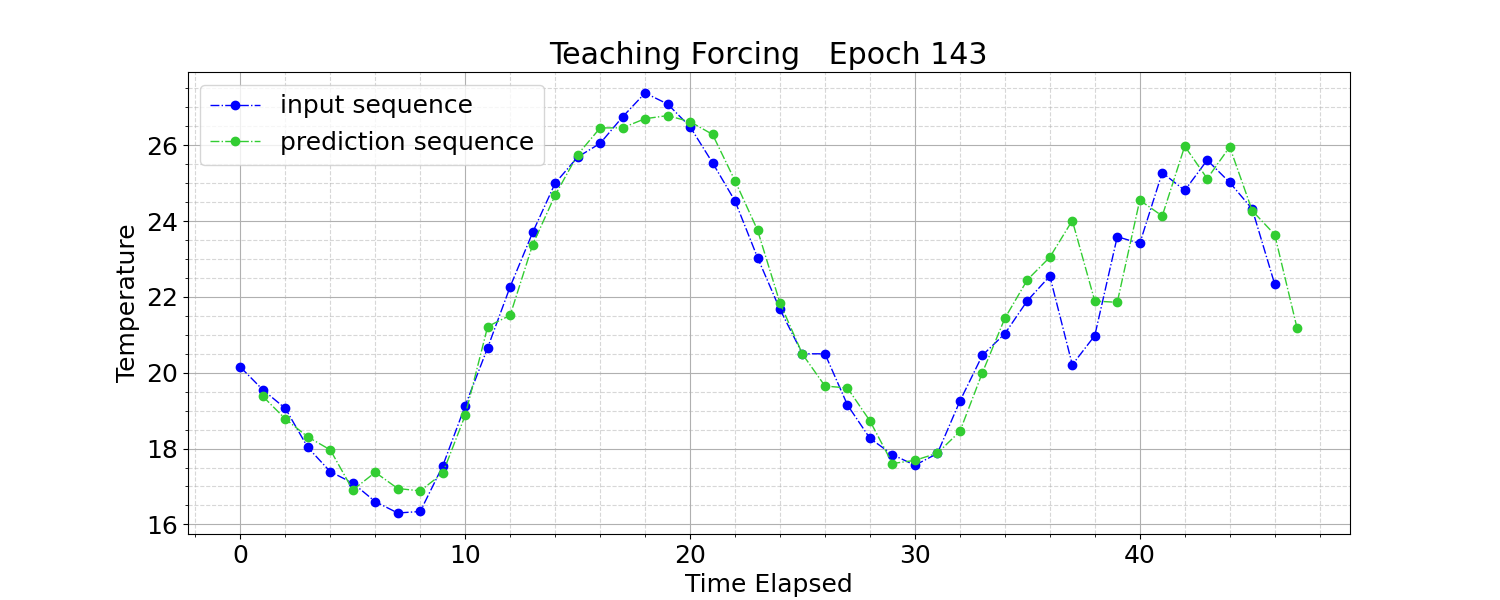 Teaching Forcing   Epoch 143
input sequence
prediction sequence
Temperature
26
24
22
20
18
16
0 10 20 30 40
Time Elapsed